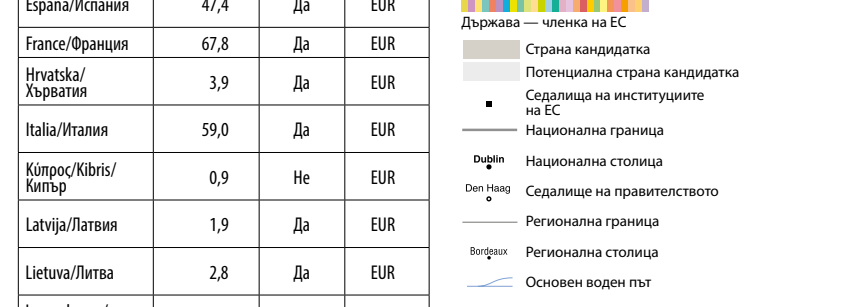 España/Испания 47,4 Да EUR
France/Франция 67,8 Да EUR
Hrvatska/
Хърватия 3,9 Да EUR
Italia/Италия 59,0 Да EUR
Κύπρος/Kibris/
Кипър 0,9 Не EUR
Latvija/Латвия 1,9 Да EUR
Lietuva/Литва 2,8 Да EUR
Държава — членка на ЕС
Страна кандидатка
Потенциална страна кандидатка
Седалища на институциите
на ЕС
Национална граница
Dublin Национална столица
Den Haag Седалище на правителството
Регионална граница
Bordeaux Регионална столица
Основен воден път